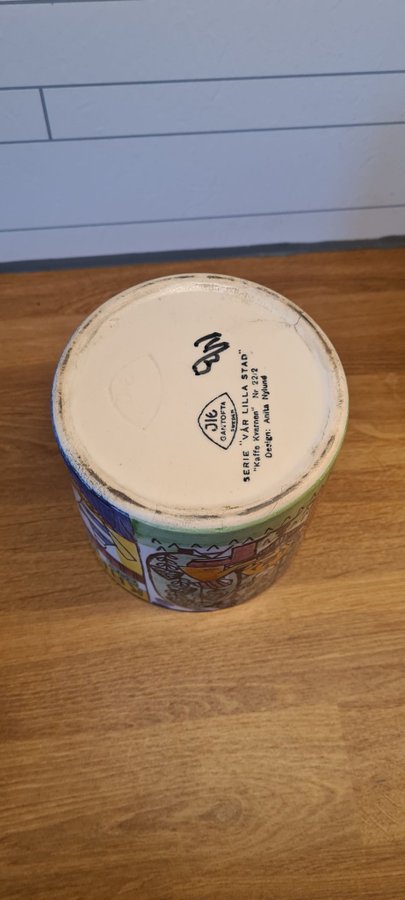 JIE
GANTOFTA
SWEDEN
SERIE "VÅR LILLA STAD"
"Kaffe Kvarnen" Nr 22/2
Design: Anita Nylund